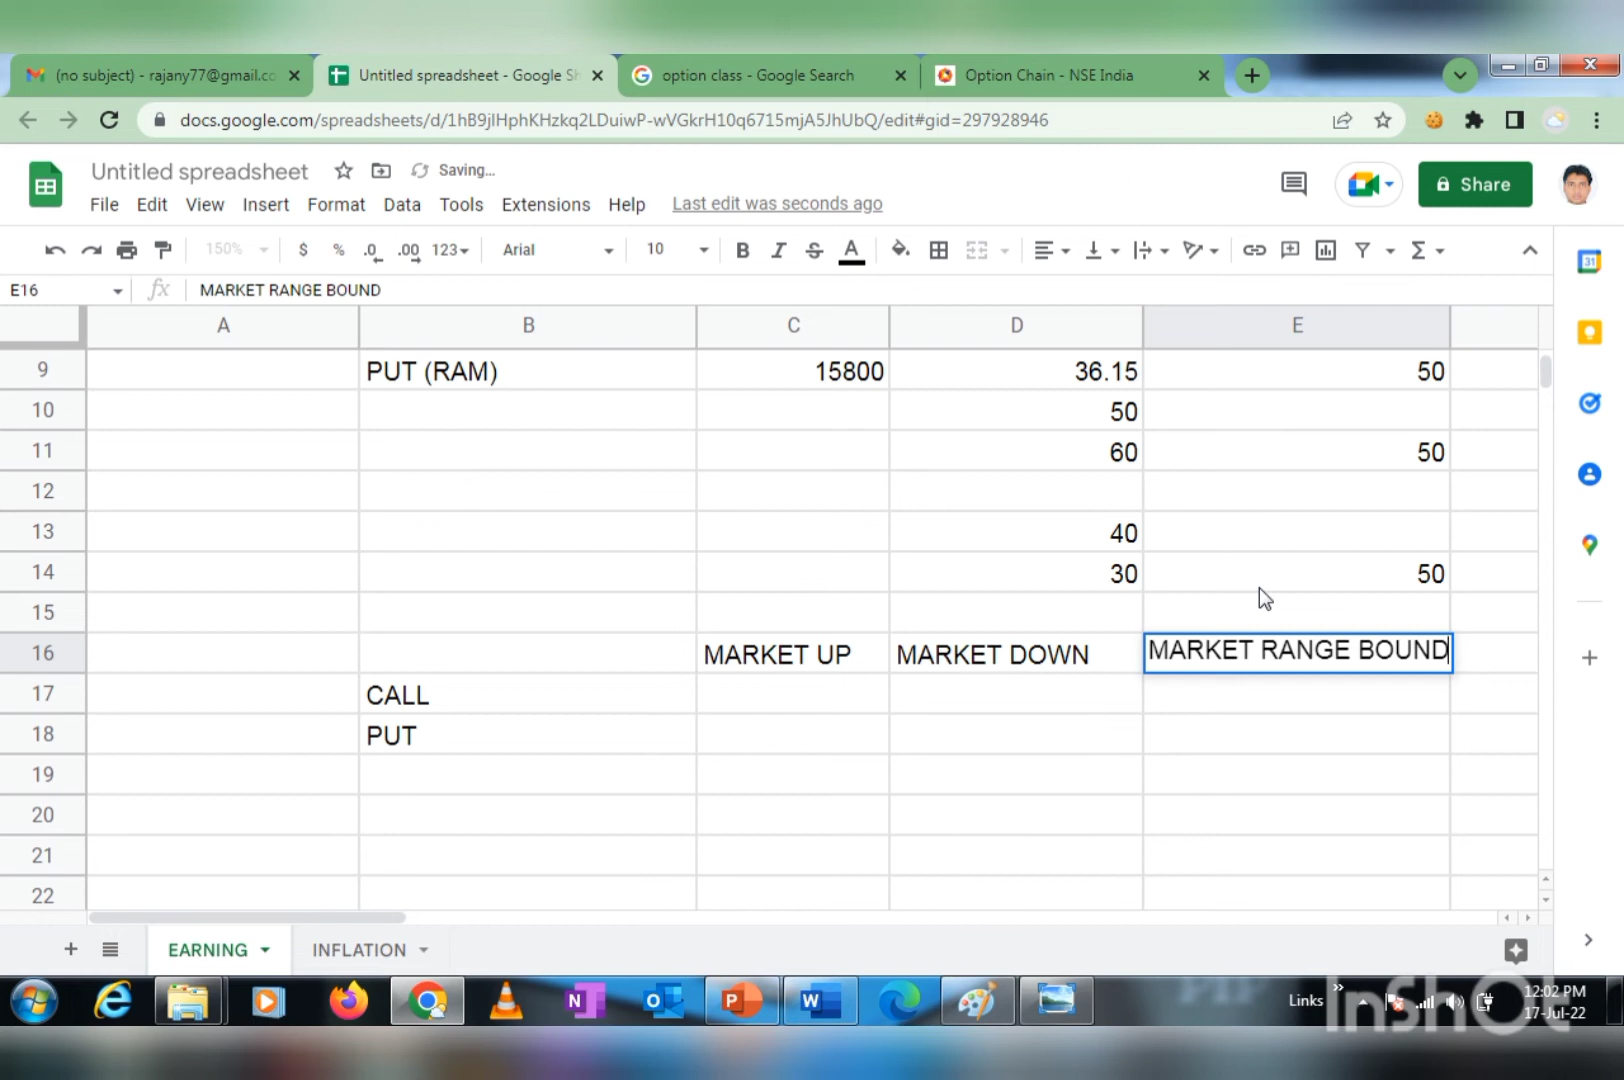 (no subject) - rajany77@gmail.co
Untitled spreadsheet - Google Sh
option class - Google Search
Option Chain - NSE India
docs.google.com/spreadsheets/d/1hB9jIHphKHzkq2LDuiwP-wVGkrH10q6715mjA5JhUbQ/edit#gid=297928946
Untitled spreadsheet
Saving...
File Edit View Insert Format Data Tools Extensions Help Last edit was seconds ago
Share
150% $ % .0 .00 123 Arial 10 B I S A
E16 fx MARKET RANGE BOUND
A B C D E
9 PUT (RAM) 15800 36.15 50
10 50
11 60 50
12
13 40
14 30 50
15
16 MARKET UP MARKET DOWN MARKET RANGE BOUND
17 CALL
18 PUT
19
20
21
22
EARNING INFLATION
31
Links
12:02 PM
17-Jul-22
PIP
InShOt